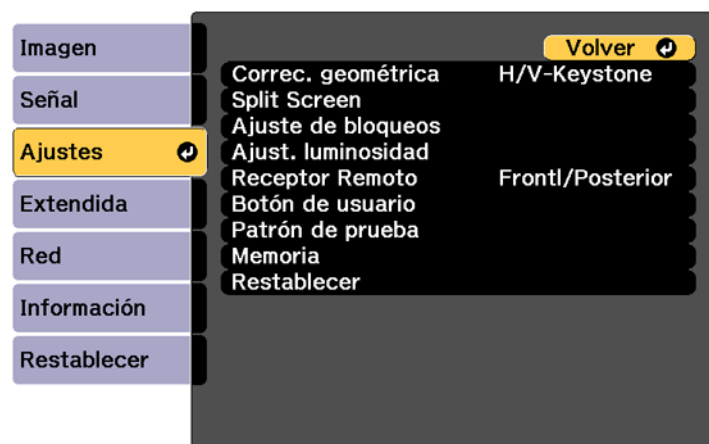 Imagen
Señal
Ajustes
Extendida
Red
Información
Restablecer
Volver
Correc. geométrica H/V-Keystone
Split Screen
Ajuste de bloqueos
Ajust. luminosidad
Receptor Remoto Frontl/Posterior
Botón de usuario
Patrón de prueba
Memoria
Restablecer